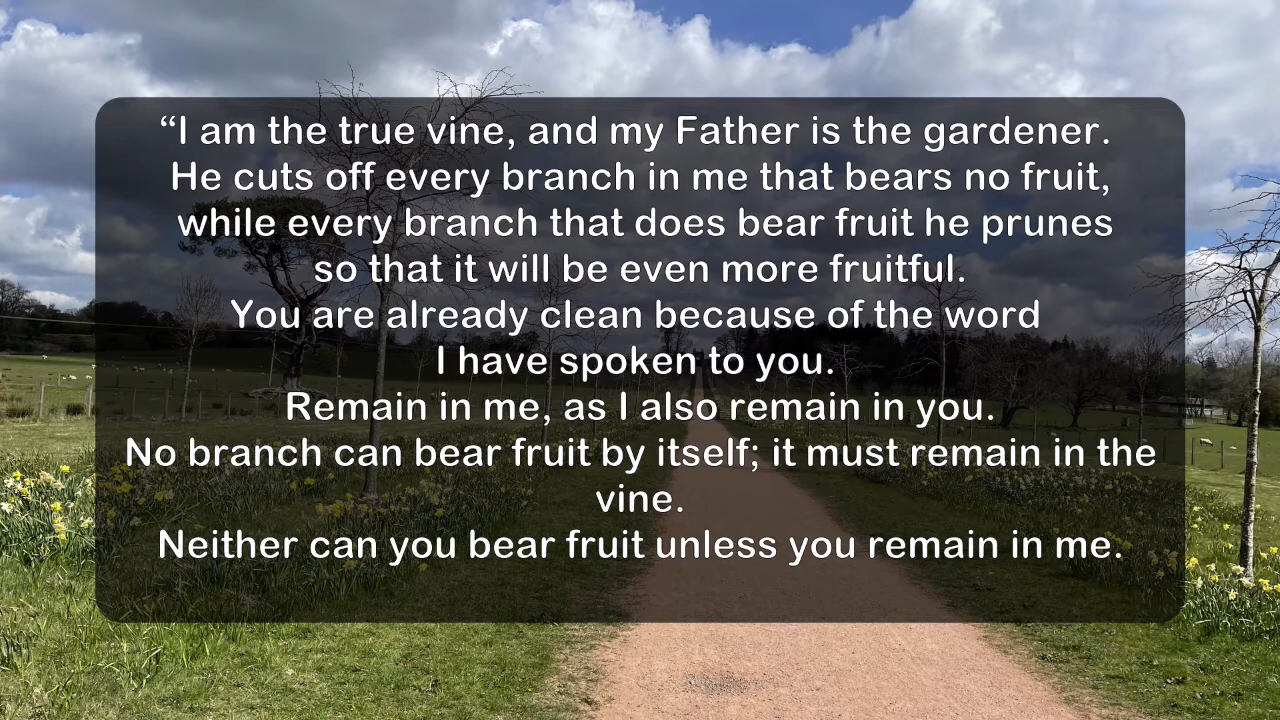 “I am the true vine, and my Father is the gardener.
He cuts off every branch in me that bears no fruit,
while every branch that does bear fruit he prunes
so that it will be even more fruitful.
You are already clean because of the word
I have spoken to you.
Remain in me, as I also remain in you.
No branch can bear fruit by itself; it must remain in the
vine.
Neither can you bear fruit unless you remain in me.